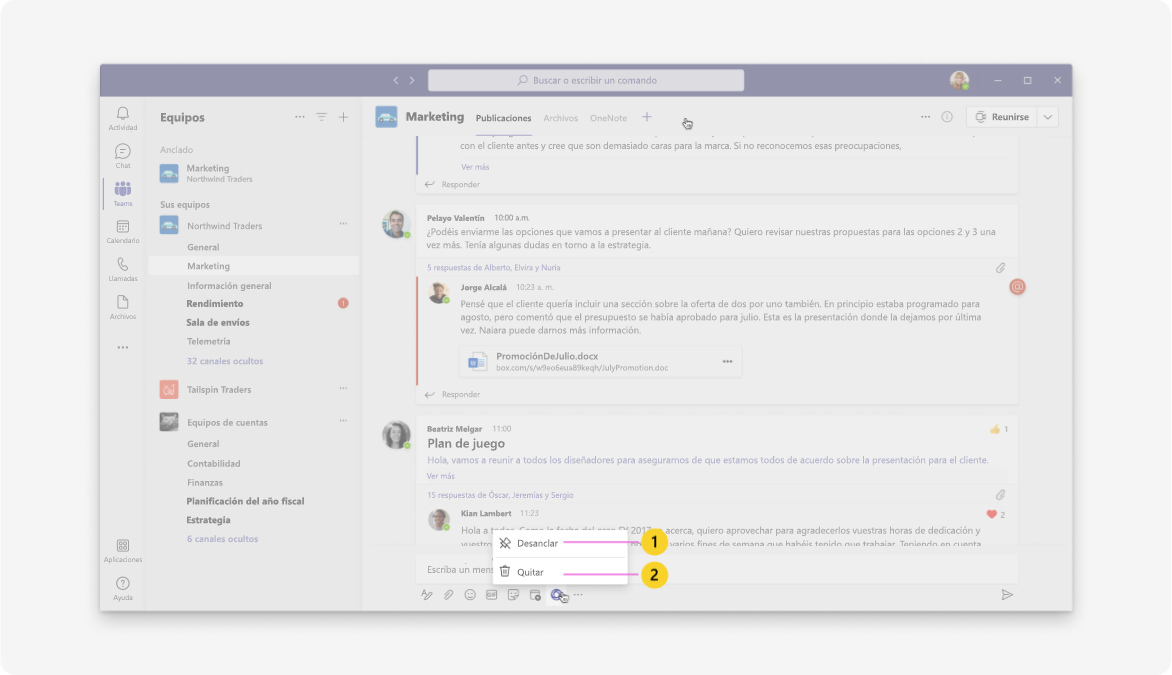 Buscar o escribir un comando
Actividad
Chat
Teams
Calendario
Llamadas
Archivos
Aplicaciones
Ayuda
Equipos
Anclado
Marketing
Northwind Traders
Sus equipos
Northwind Traders
General
Marketing
Información general
Rendimiento
Sala de envíos
Telemetría
32 canales ocultos
Tailspin Traders
Equipos de cuentas
General
Contabilidad
Finanzas
Planificación del año fiscal
Estrategia
6 canales ocultos
Marketing Publicaciones Archivos OneNote
Reunirse
con el cliente antes y cree que son demasiado caras para la marca. Si no reconocemos esas preocupaciones,
Ver más
Responder
Pelayo Valentín 10:00 a.m.
¿Podéis enviarme las opciones que vamos a presentar al cliente mañana? Quiero revisar nuestras propuestas para las opciones 2 y 3 una
vez más. Tenía algunas dudas en torno a la estrategia.
5 respuestas de Alberto, Elvira y Nuria
Jorge Alcalá 10:23 a. m.
Pensé que el cliente quería incluir una sección sobre la oferta de dos por uno también. En principio estaba programado para
agosto, pero comentó que el presupuesto se había aprobado para julio. Esta es la presentación donde la dejamos por última
vez. Naiara puede darnos más información.
PromociónDeJulio.docx
box.com/s/w9eo6eua89keqh/JulyPromotion.doc
Responder
Beatriz Melgar 11:00
1
Plan de juego
Hola, vamos a reunir a todos los diseñadores para asegurarnos de que estamos todos de acuerdo sobre la presentación para el cliente.
Ver más
15 respuestas de Óscar, Jeremías y Sergio
Kian Lambert 11:23
2
Hola a todos. Como la fecha del gran Df 2017 se acerca, quiero aprovechar para agradecerlos vuestras horas de dedicación y
vuestro varios fines de semana que habéis tenido que trabajar. Teniendo en cuenta
Desanclar
1
Escriba un mens
Quitar
2
GIF